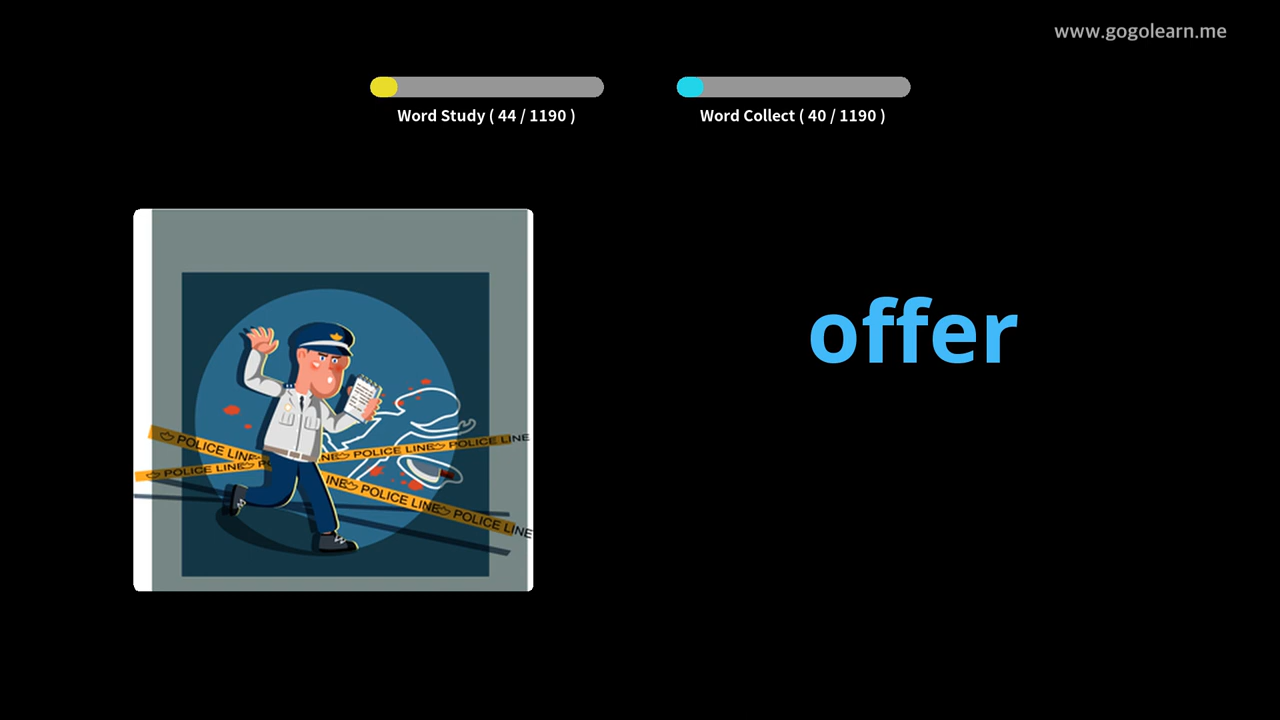 www.gogolearn.me
Word Study ( 44 / 1190 )
Word Collect ( 40 / 1190 )
offer
POLICE LINE
POLICE LINE
POLICE LINE
POLICE LINE
INE POLICE LINE
POLICE LINE